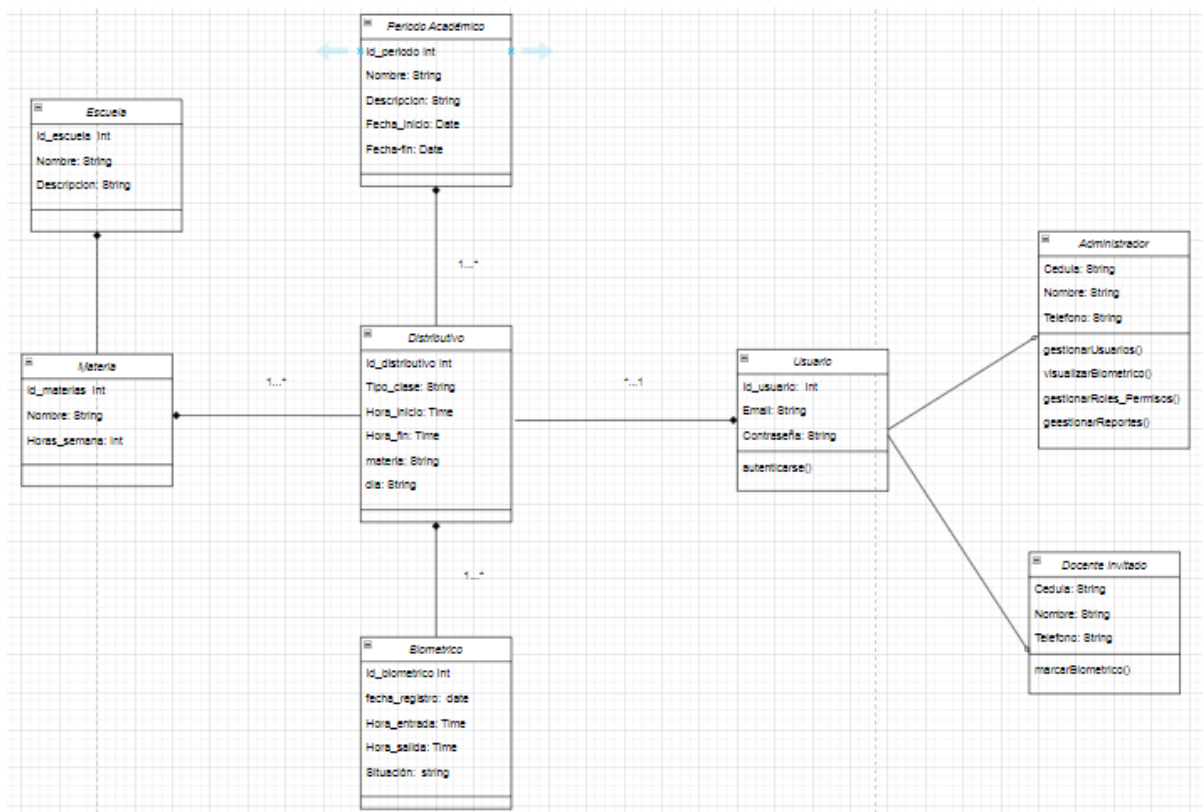 Periodo Académico
Id_periodo int
Nombre: String
Descripcion: String
Fecha_inicio: Date
Fecha-fin: Date
Escuela
Id_escuela int
Nombre: String
Descripcion: String
1...*
Administrador
Cedula: String
Nombre: String
Telefono: String
gestionarUsuarios()
visualizarBiometrico()
gestionarRoles_Permisos()
geestionarReportes()
Materia
Id_materias int
Nombre: String
Horas_semana: int
1...*
Distributivo
Id_distributivo int
Tipo_clase: String
Hora_inicio: Time
Hora_fin: Time
materia: String
dia: String
*...1
Usuario
Id_usuario: int
Email: String
Contraseña: String
autenticarse()
1...*
Docente Invitado
Cedula: String
Nombre: String
Telefono: String
marcarBiometrico()
Biometrico
Id_biometrico int
fecha_registro: date
Hora_entrada: Time
Hora_salida: Time
Situación: string